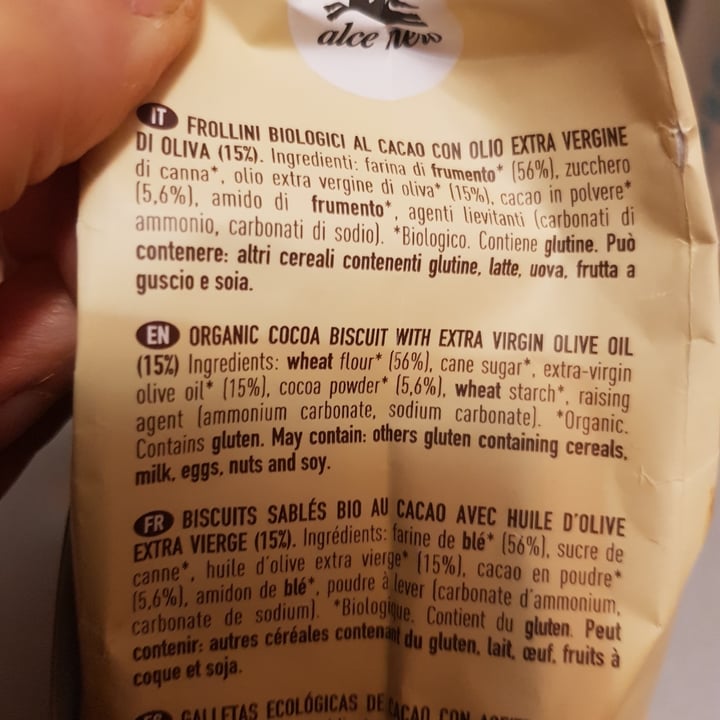 alce nero
IT FROLLINI BIOLOGICI AL CACAO CON OLIO EXTRA VERGINE
DI OLIVA (15%). Ingredienti: farina di frumento* (56%), zucchero
di canna*, olio extra vergine di oliva* (15%), cacao in polvere*
(5,6%), amido di frumento*, agenti lievitanti (carbonati di
ammonio, carbonati di sodio). *Biologico. Contiene glutine. Può
contenere: altri cereali contenenti glutine, latte, uova, frutta a
guscio e soia.
EN ORGANIC COCOA BISCUIT WITH EXTRA VIRGIN OLIVE OIL
(15%) Ingredients: wheat flour* (56%), cane sugar*, extra-virgin
olive oil* (15%), cocoa powder* (5,6%), wheat starch*, raising
agent (ammonium carbonate, sodium carbonate). *Organic.
Contains gluten. May contain: others gluten containing cereals,
milk, eggs, nuts and soy.
FR BISCUITS SABLÉS BIO AU CACAO AVEC HUILE D'OLIVE
EXTRA VIERGE (15%). Ingrédients: farine de blé* (56%), sucre de
canne*, huile d'olive extra vierge* (15%), cacao en poudre*
(5,6%), amidon de blé*, poudre à lever (carbonate d'ammonium,
carbonate de sodium). *Biologique. Contient du gluten. Peut
contenir: autres céréales contenant du gluten, lait, œuf, fruits à
coque et soja.
GALLETAS ECOLÓGICAS DE CACAO CON